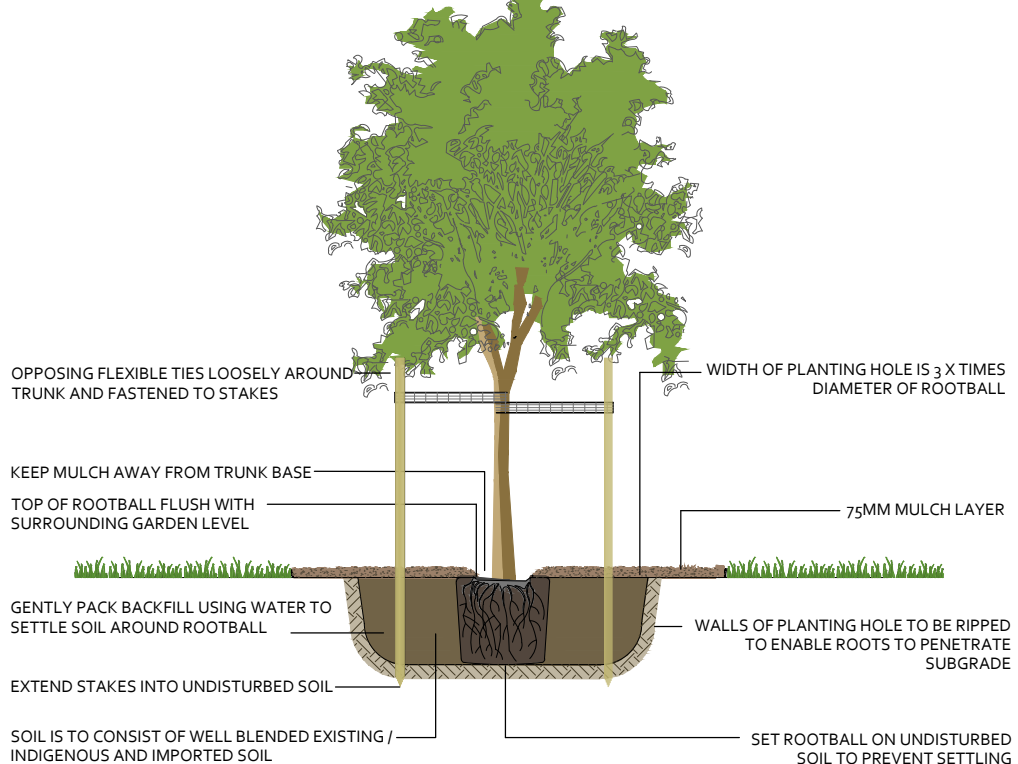 OPPOSING FLEXIBLE TIES LOOSELY AROUND
TRUNK AND FASTENED TO STAKES
KEEP MULCH AWAY FROM TRUNK BASE
TOP OF ROOTBALL FLUSH WITH
SURROUNDING GARDEN LEVEL
GENTLY PACK BACKFILL USING WATER TO
SETTLE SOIL AROUND ROOTBALL
EXTEND STAKES INTO UNDISTURBED SOIL
SOIL IS TO CONSIST OF WELL BLENDED EXISTING /
INDIGENOUS AND IMPORTED SOIL
WIDTH OF PLANTING HOLE IS 3 X TIMES
DIAMETER OF ROOTBALL
75MM MULCH LAYER
WALLS OF PLANTING HOLE TO BE RIPPED
TO ENABLE ROOTS TO PENETRATE
SUBGRADE
SET ROOTBALL ON UNDISTURBED
SOIL TO PREVENT SETTLING